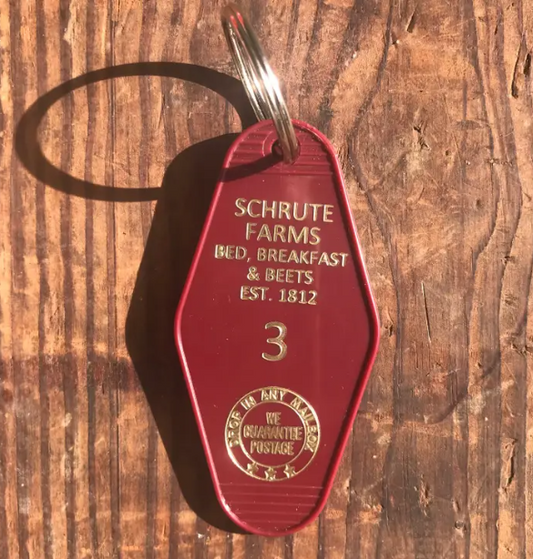 SCHRUTE
FARMS
BED, BREAKFAST
& BEETS
EST. 1812
3
DROP IN ANY MAILBOX
WE
GUARANTEE
POSTAGE